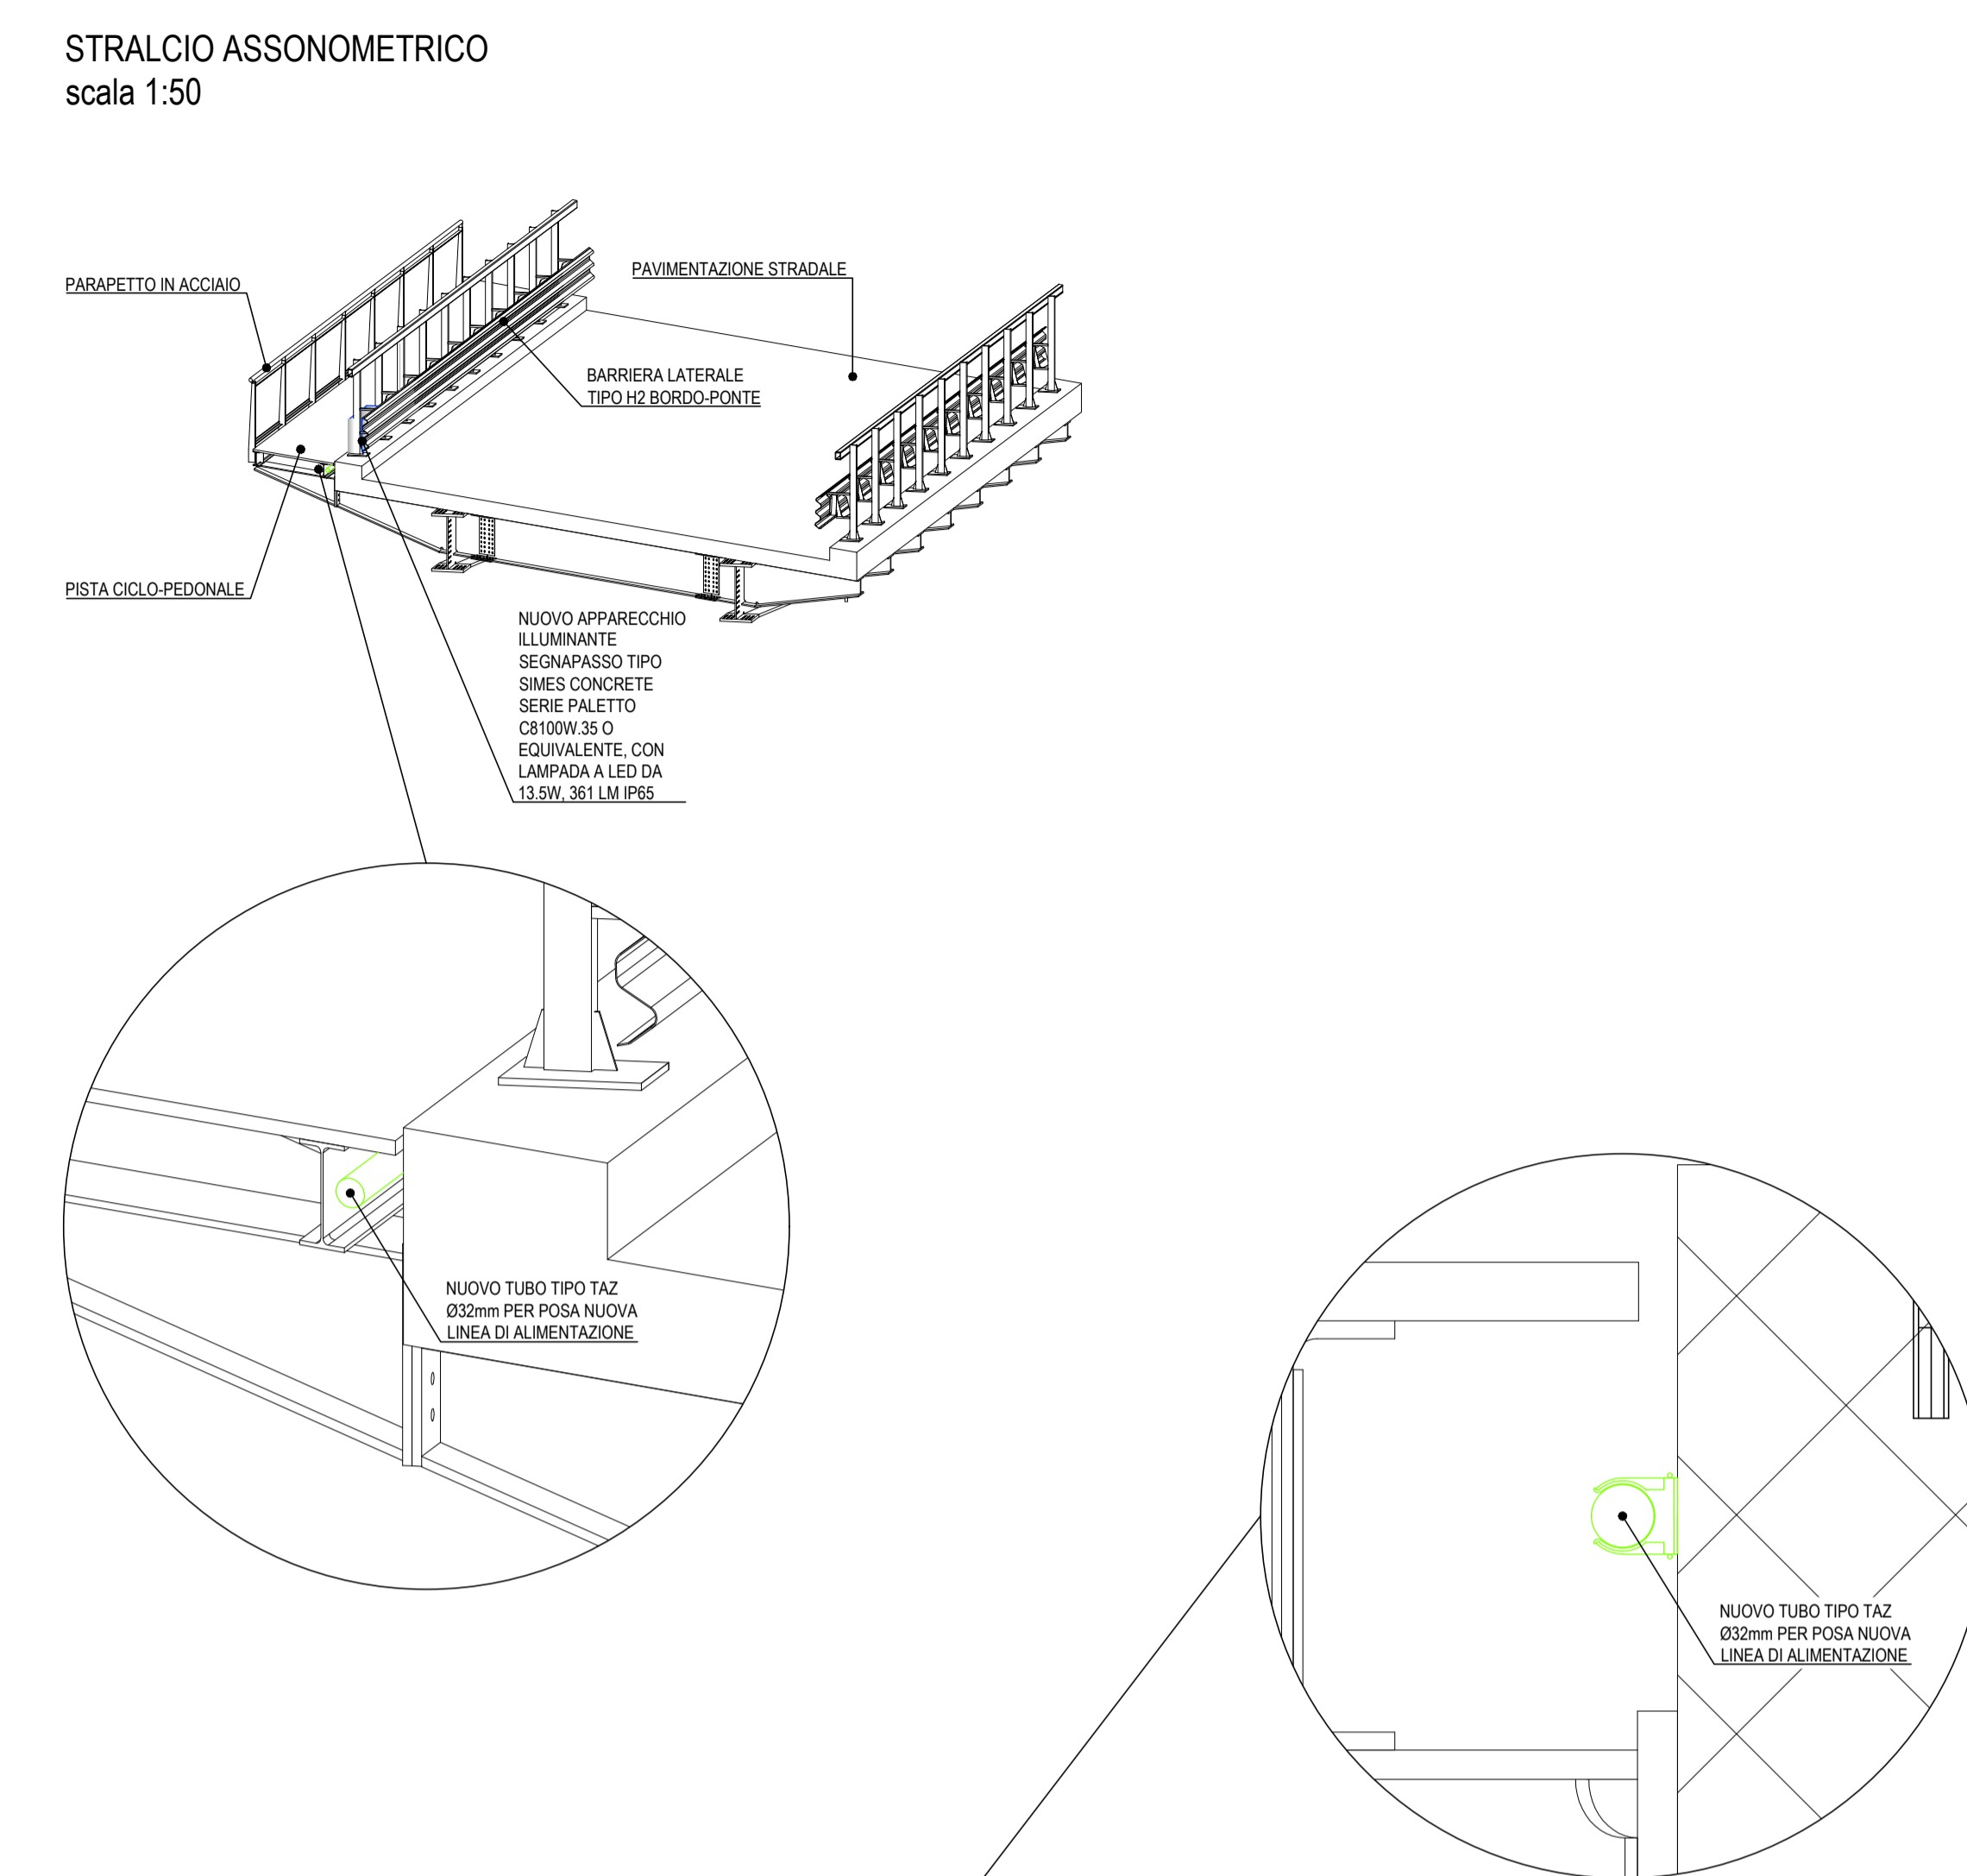 STRALCIO ASSONOMETRICO
scala 1:50
PARAPETTO IN ACCIAIO
PAVIMENTAZIONE STRADALE
BARRIERA LATERALE
TIPO H2 BORDO-PONTE
PISTA CICLO-PEDONALE
NUOVO APPARECCHIO
ILLUMINANTE
SEGNAPASSO TIPO
SIMES CONCRETE
SERIE PALETTO
C8100W.35 O
EQUIVALENTE, CON
LAMPADA A LED DA
13.5W, 361 LM IP65
NUOVO TUBO TIPO TAZ
Ø32mm PER POSA NUOVA
LINEA DI ALIMENTAZIONE
NUOVO TUBO TIPO TAZ
Ø32mm PER POSA NUOVA
LINEA DI ALIMENTAZIONE